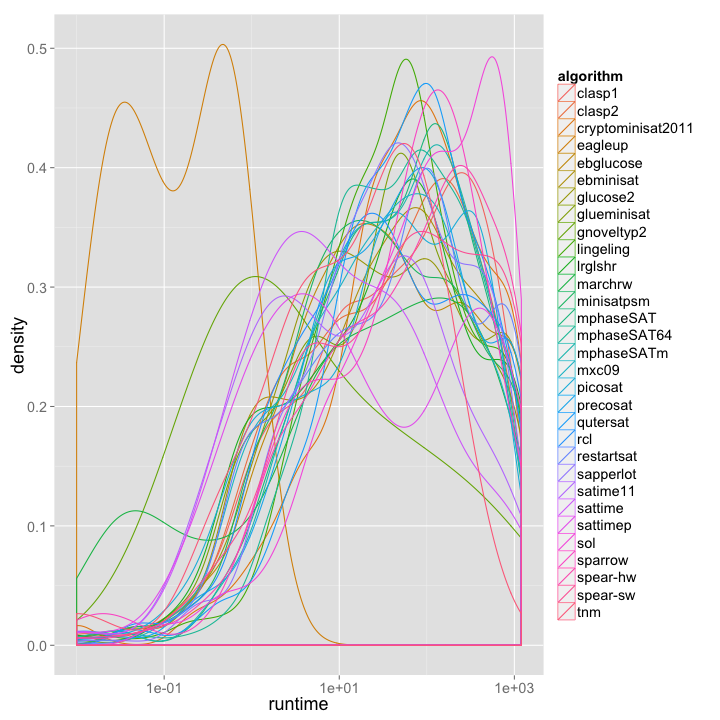 0.5
0.4
0.3
0.2
0.1
0.0
density
1e-01
1e+01
1e+03
runtime
algorithm
clasp1
clasp2
cryptominisat2011
eagleup
ebglucose
ebminisat
glucose2
glueminisat
gnoveltyp2
lingeling
lrglshr
marchrw
minisatpsm
mphaseSAT
mphaseSAT64
mphaseSATm
mxc09
picosat
precosat
qutersat
rcl
restartsat
sapperlot
satime11
sattime
sattimep
sol
sparrow
spear-hw
spear-sw
tnm